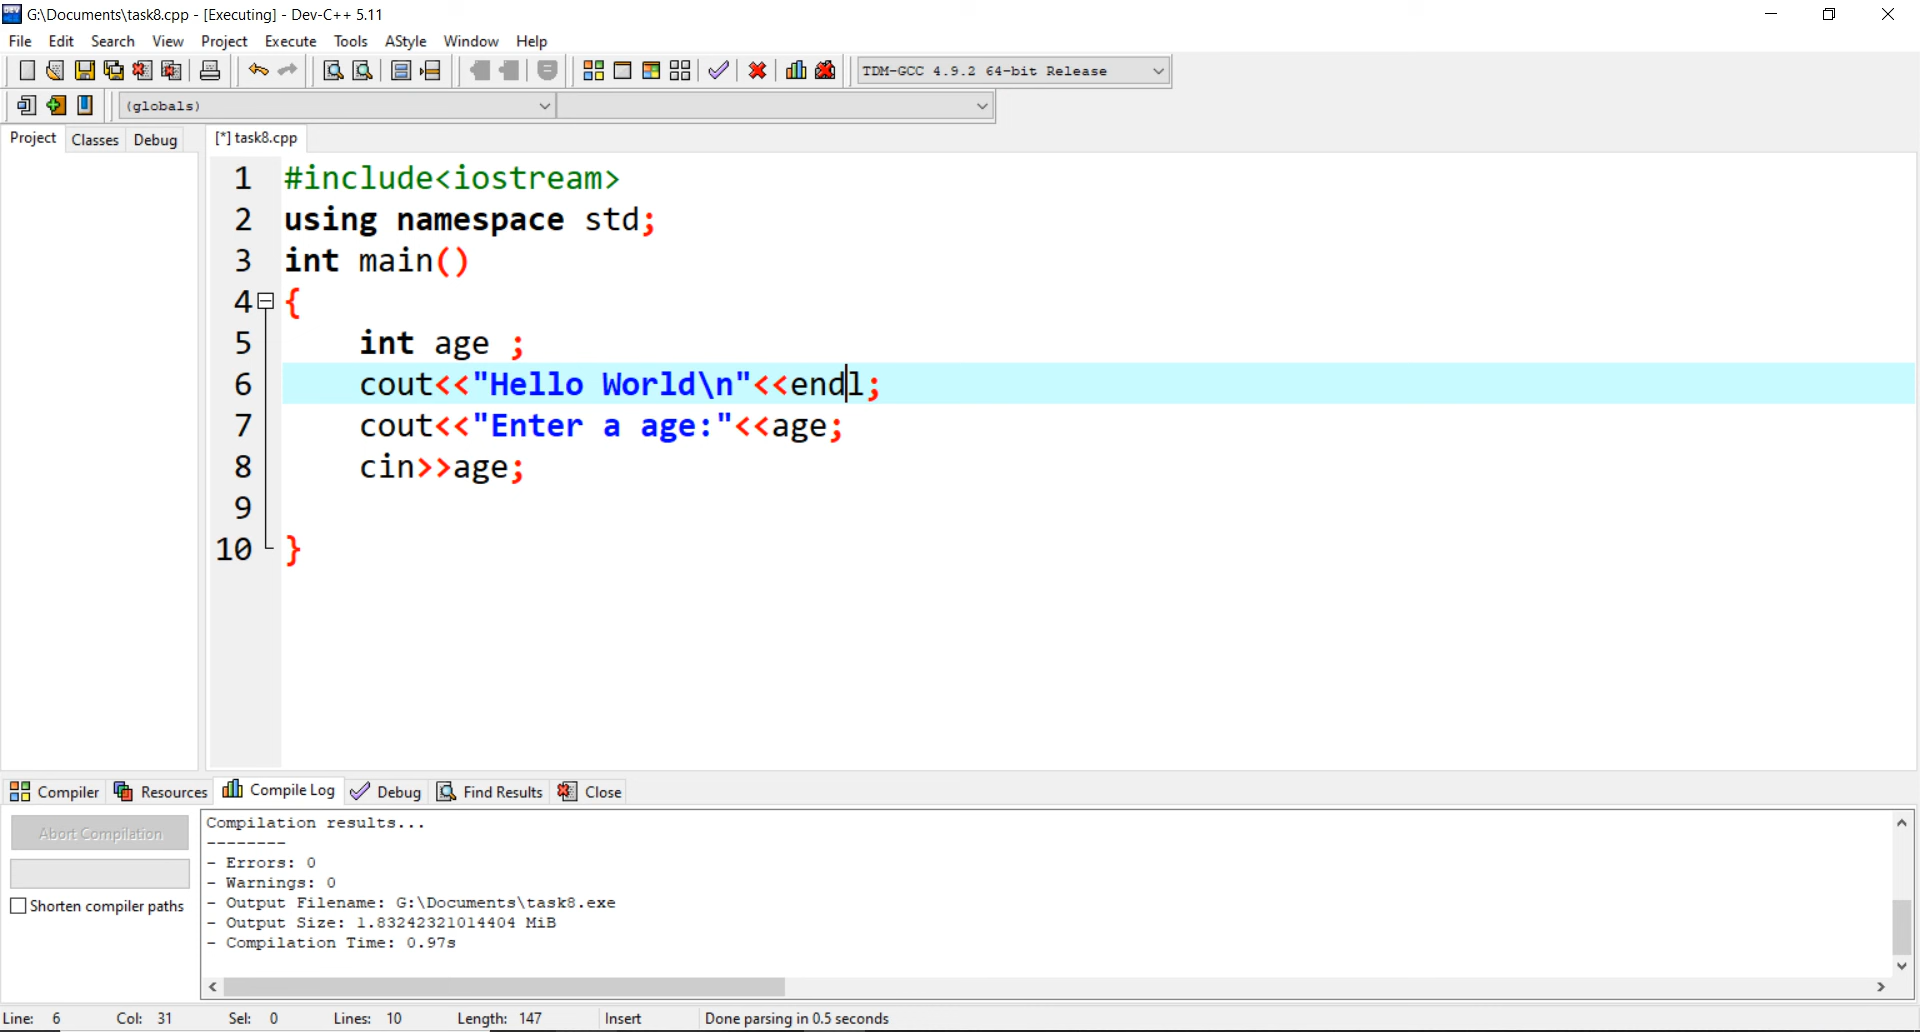 G:\Documents\task8.cpp - [Executing] - Dev-C++ 5.11
File Edit Search View Project Execute Tools AStyle Window Help
TDM-GCC 4.9.2 64-bit Release
(globals)
Project Classes Debug [*] task8.cpp
1 #include<iostream>
2 using namespace std;
3 int main()
4 {
5 int age ;
6 cout<<"Hello World\n"<<endl;
7 cout<<"Enter a age:"<<age;
8 cin>>age;
9
10 }
Compiler Resources Compile Log Debug Find Results Close
Abort Compilation
Shorten compiler paths
Compilation results...
--------
- Errors: 0
- Warnings: 0
- Output Filename: G:\Documents\task8.exe
- Output Size: 1.83242321014404 MiB
- Compilation Time: 0.97s
Line: 6 Col: 31 Sel: 0 Lines: 10 Length: 147 Insert Done parsing in 0.5 seconds